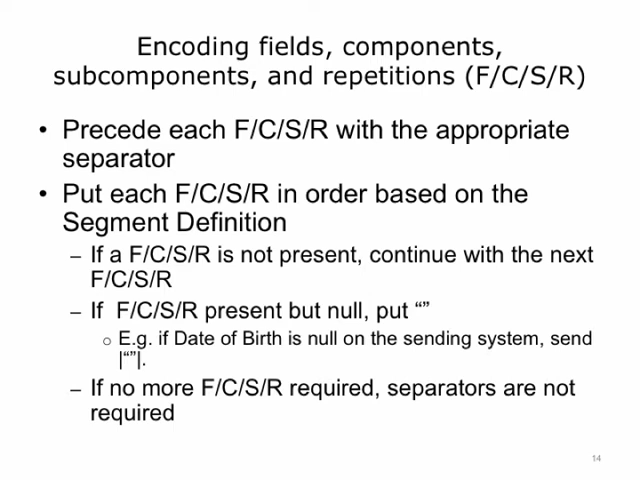 Encoding fields, components,
subcomponents, and repetitions (F/C/S/R)
• Precede each F/C/S/R with the appropriate
separator
• Put each F/C/S/R in order based on the
Segment Definition
– If a F/C/S/R is not present, continue with the next
F/C/S/R
– If  F/C/S/R present but null, put “”
o E.g. if Date of Birth is null on the sending system, send
|“”|.
– If no more F/C/S/R required, separators are not
required
14